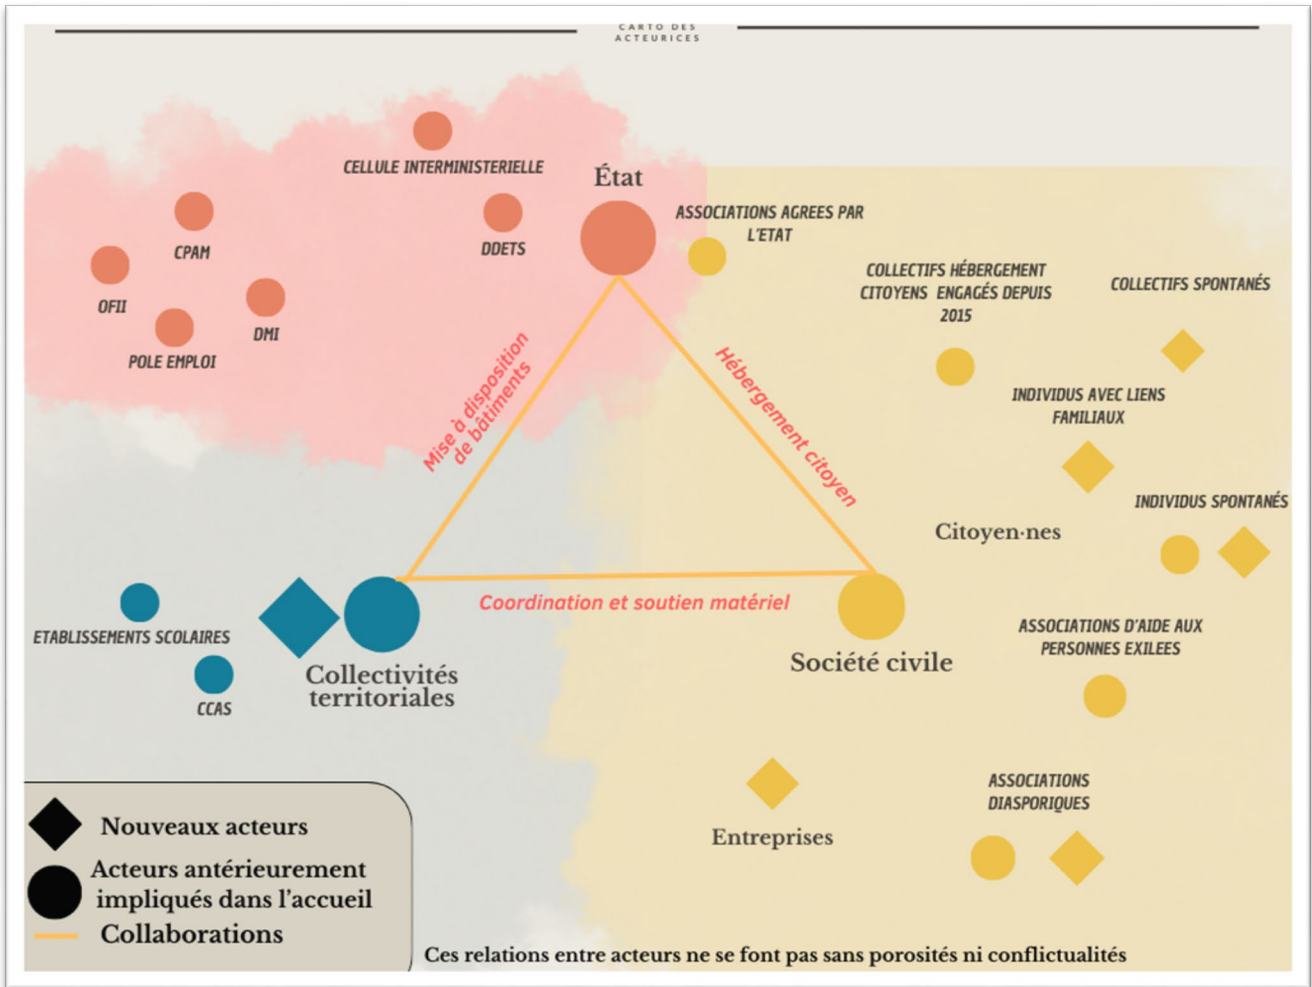 CARTO DES
ACTEURICES
CELLULE INTERMINISTERIELLE
État
CPAM
DDETS
ASSOCIATIONS AGREES PAR
L'ETAT
OFII
DMI
POLE EMPLOI
COLLECTIFS HÉBERGEMENT
CITOYENS ENGAGÉS DEPUIS
2015
COLLECTIFS SPONTANÉS
Mise à disposition
de bâtiments
Hébergement citoyen
INDIVIDUS AVEC LIENS
FAMILIAUX
INDIVIDUS SPONTANÉS
Citoyen·nes
Coordination et soutien matériel
ETABLISSEMENTS SCOLAIRES
CCAS
Collectivités
territoriales
Société civile
ASSOCIATIONS D'AIDE AUX
PERSONNES EXILEES
Entreprises
ASSOCIATIONS
DIASPORIQUES
Nouveaux acteurs
Acteurs antérieurement
impliqués dans l'accueil
Collaborations
Ces relations entre acteurs ne se font pas sans porosités ni conflictualités